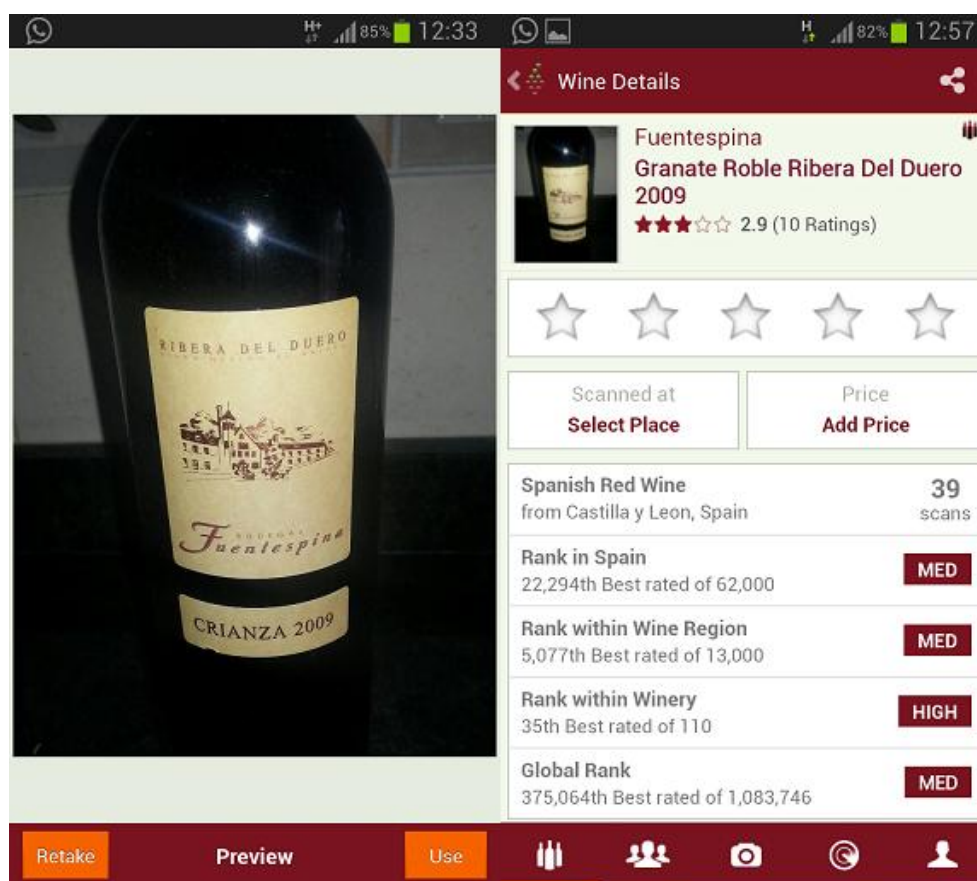 H+ 85% 12:33
RIBERA DEL DUERO
BODEGAS
Fuentespina
CRIANZA 2009
Retake
Preview
Use
H 82% 12:57
Wine Details
Fuentespina
Granate Roble Ribera Del Duero
2009
2.9 (10 Ratings)
Scanned at
Select Place
Price
Add Price
Spanish Red Wine
from Castilla y Leon, Spain
39
scans
Rank in Spain
22,294th Best rated of 62,000
MED
Rank within Wine Region
5,077th Best rated of 13,000
MED
Rank within Winery
35th Best rated of 110
HIGH
Global Rank
375,064th Best rated of 1,083,746
MED